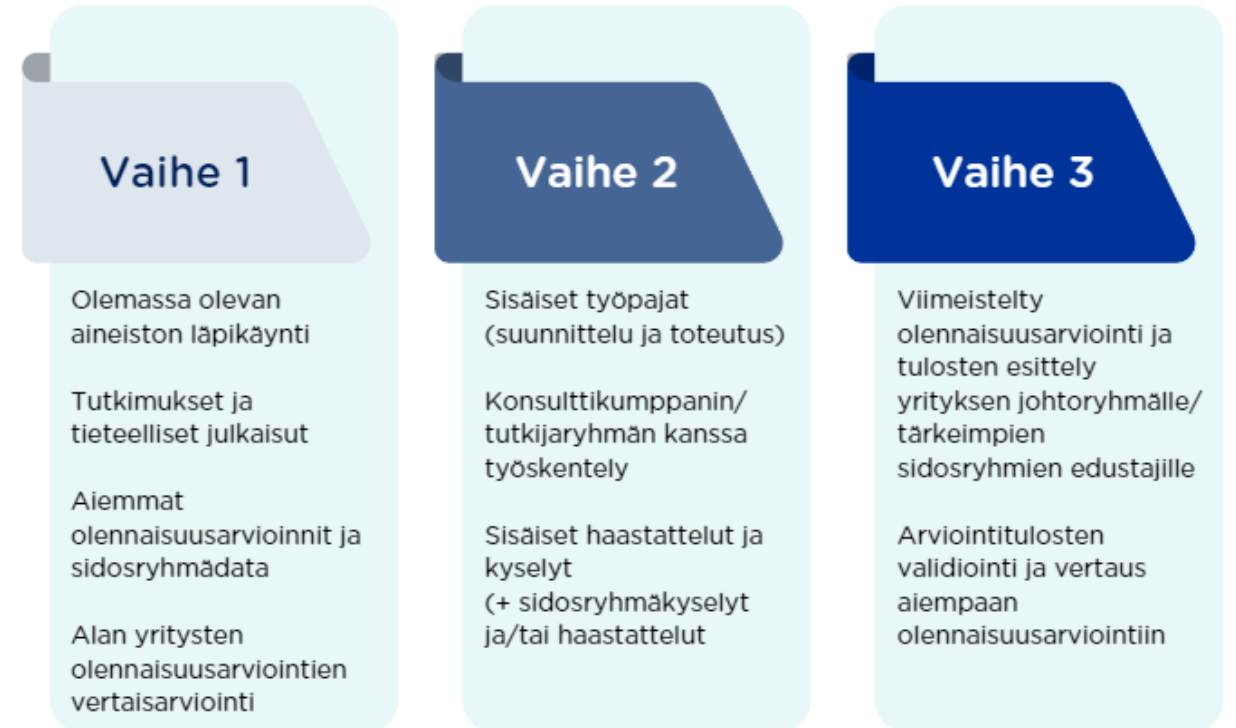 Vaihe 1
Olemassa olevan
aineiston läpikäynti
Tutkimukset ja
tieteelliset julkaisut
Aiemmat
olennaisuusarvioinnit ja
sidosryhmädata
Alan yritysten
olennaisuusarviointien
vertaisarviointi
Vaihe 2
Sisäiset työpajat
(suunnittelu ja toteutus)
Konsulttikumppanin/
tutkijaryhmän kanssa
työskentely
Sisäiset haastattelut ja
kyselyt
(+ sidosryhmäkyselyt
ja/tai haastattelut
Vaihe 3
Viimeistelty
olennaisuusarviointi ja
tulosten esittely
yrityksen johtoryhmälle/
tärkeimpien
sidosryhmien edustajille
Arviointitulosten
validiointi ja vertaus
aiempaan
olennaisuusarviointiin